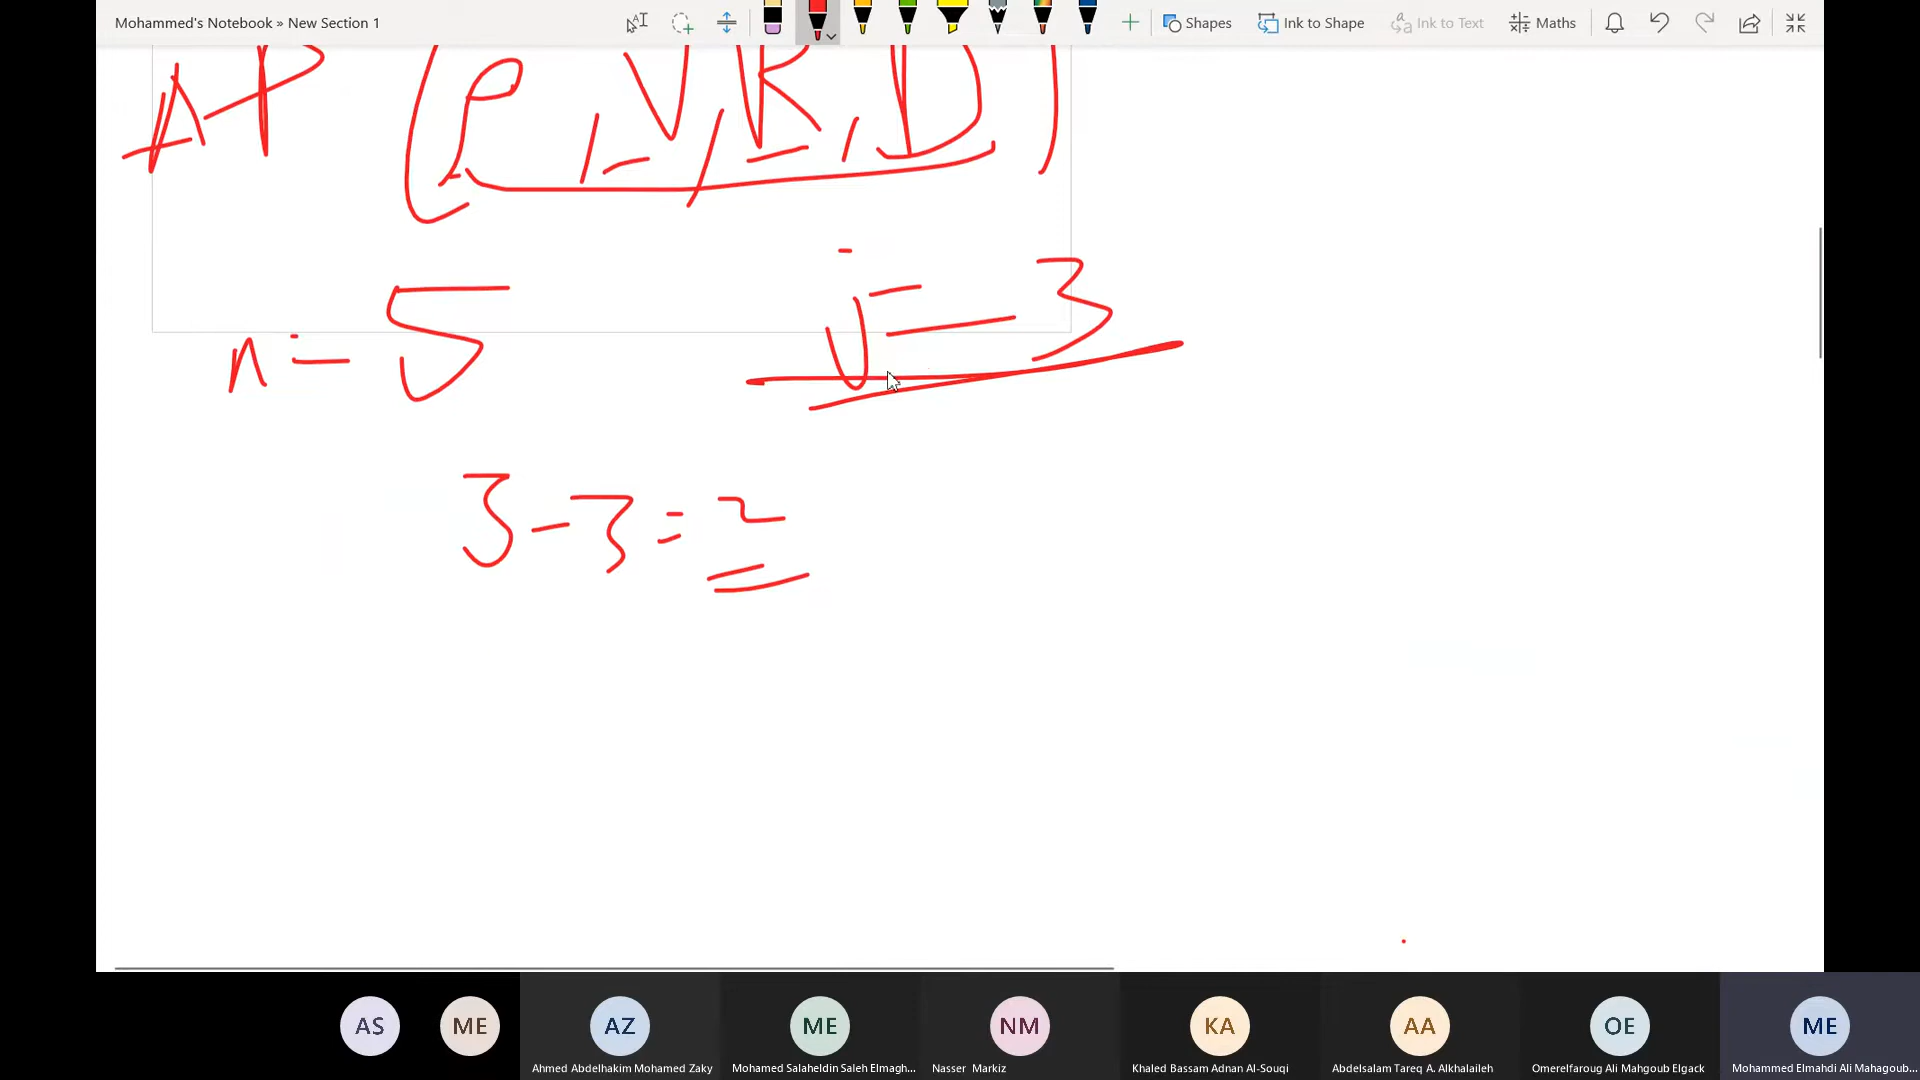 Mohammed's Notebook » New Section 1
Shapes Ink to Shape Ink to Text Maths
ΔP (ρ, V, R, D)
n = 5 j = 3
3 - 3 = 2
AS ME AZ ME NM KA AA OE ME
Ahmed Abdelhakim Mohamed Zaky Mohamed Salaheldin Saleh Elmagh... Nasser Markiz Khaled Bassam Adnan Al-Souqi Abdelsalam Tareq A. Alkhalaileh Omerelfaroug Ali Mahgoub Elgack Mohammed Elmahdi Ali Mahagoub...